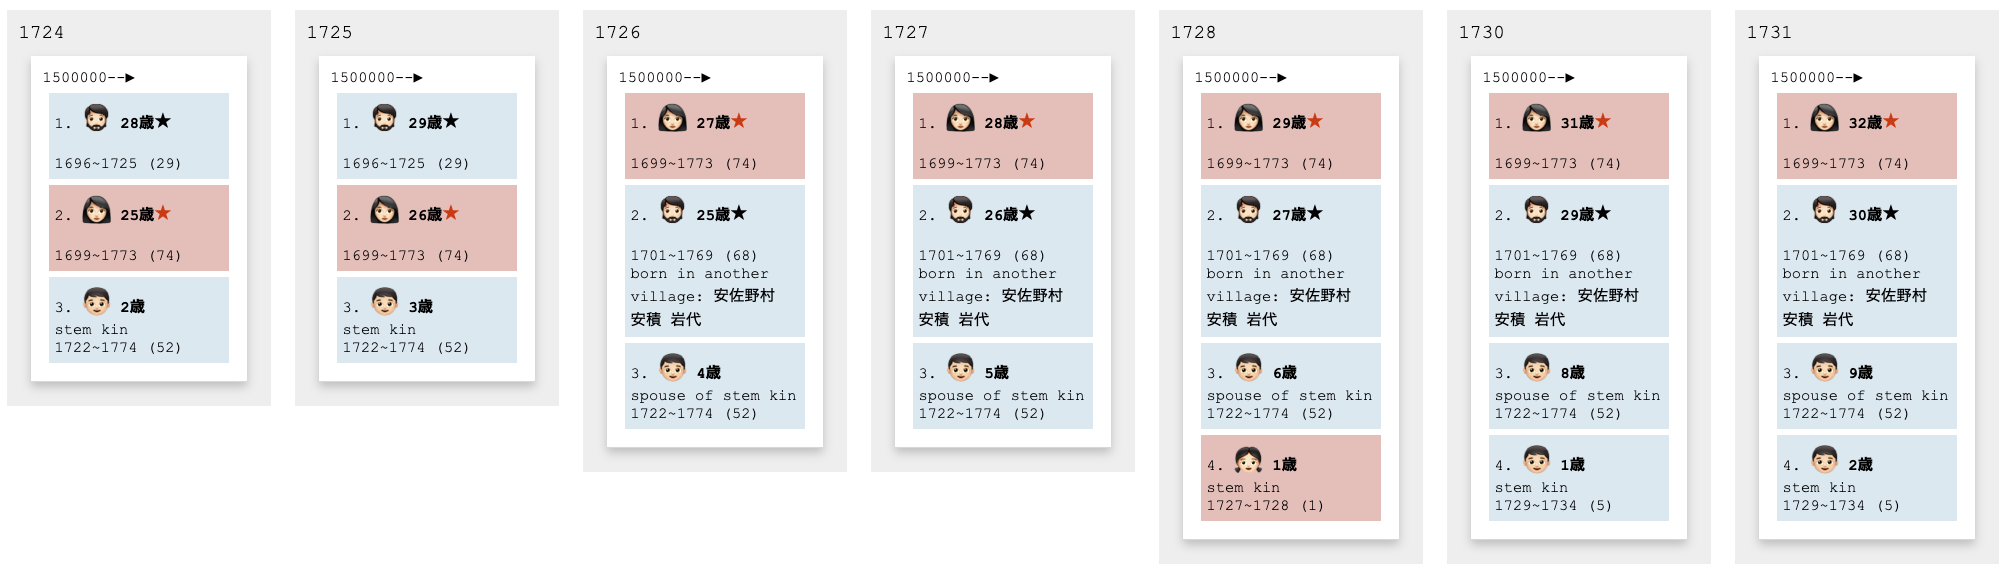 1724
1500000--▶
1. 28歳★
1696~1725 (29)
2. 25歳★
1699~1773 (74)
3. 2歳
stem kin
1722~1774 (52)
1725
1500000--▶
1. 29歳★
1696~1725 (29)
2. 26歳★
1699~1773 (74)
3. 3歳
stem kin
1722~1774 (52)
1726
1500000--▶
1. 27歳★
1699~1773 (74)
2. 25歳★
1701~1769 (68)
born in another
village: 安佐野村
安積 岩代
3. 4歳
spouse of stem kin
1722~1774 (52)
1727
1500000--▶
1. 28歳★
1699~1773 (74)
2. 26歳★
1701~1769 (68)
born in another
village: 安佐野村
安積 岩代
3. 5歳
spouse of stem kin
1722~1774 (52)
1728
1500000--▶
1. 29歳★
1699~1773 (74)
2. 27歳★
1701~1769 (68)
born in another
village: 安佐野村
安積 岩代
3. 6歳
spouse of stem kin
1722~1774 (52)
4. 1歳
stem kin
1727~1728 (1)
1730
1500000--▶
1. 31歳★
1699~1773 (74)
2. 29歳★
1701~1769 (68)
born in another
village: 安佐野村
安積 岩代
3. 8歳
spouse of stem kin
1722~1774 (52)
4. 1歳
stem kin
1729~1734 (5)
1731
1500000--▶
1. 32歳★
1699~1773 (74)
2. 30歳★
1701~1769 (68)
born in another
village: 安佐野村
安積 岩代
3. 9歳
spouse of stem kin
1722~1774 (52)
4. 2歳
stem kin
1729~1734 (5)